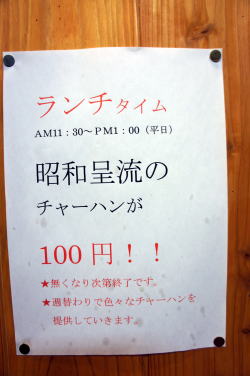 ランチタイム
AM11：30～PM1：00（平日）
昭和呈流の
チャーハンが
100円！！
★無くなり次第終了です。
★週替わりで色々なチャーハンを
提供していきます。